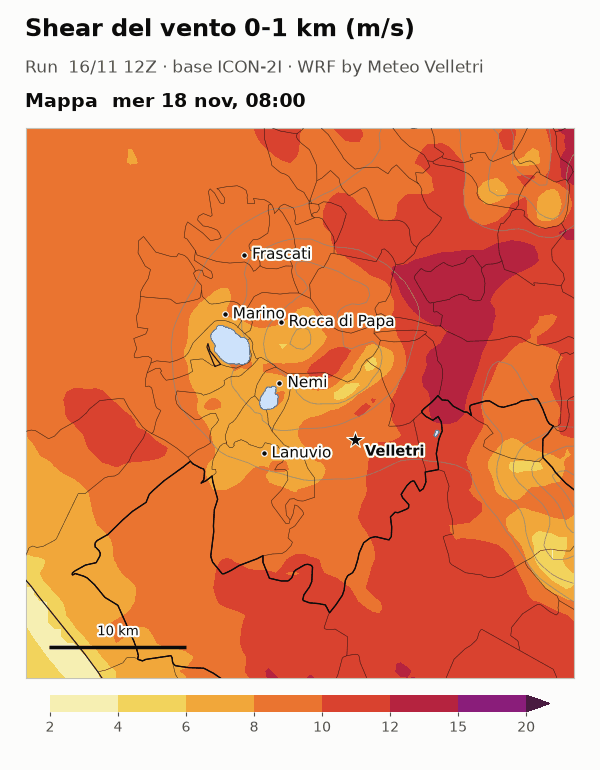 Shear del vento 0-1 km (m/s)
Run  16/11 12Z · base ICON-2I · WRF by Meteo Velletri
Mappa  mer 18 nov, 08:00
Frascati
Marino
Rocca di Papa
Nemi
Velletri
Lanuvio
10 km
2 4 6 8 10 12 15 20